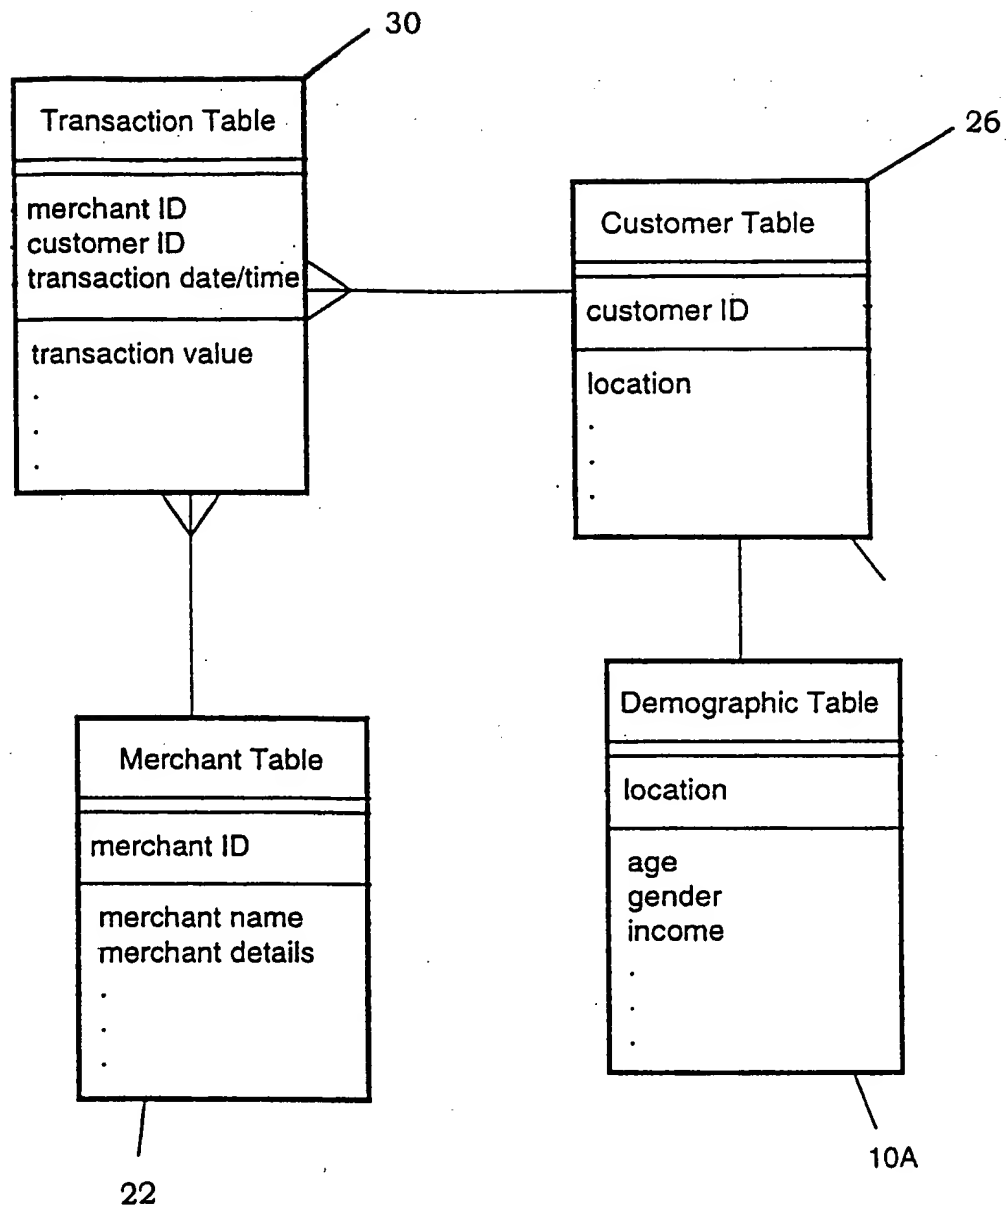 30
Transaction Table
merchant ID
customer ID
transaction date/time
transaction value
.
.
.
26
Customer Table
customer ID
location
.
.
.
Merchant Table
merchant ID
merchant name
merchant details
.
.
.
22
Demographic Table
location
age
gender
income
.
.
.
10A